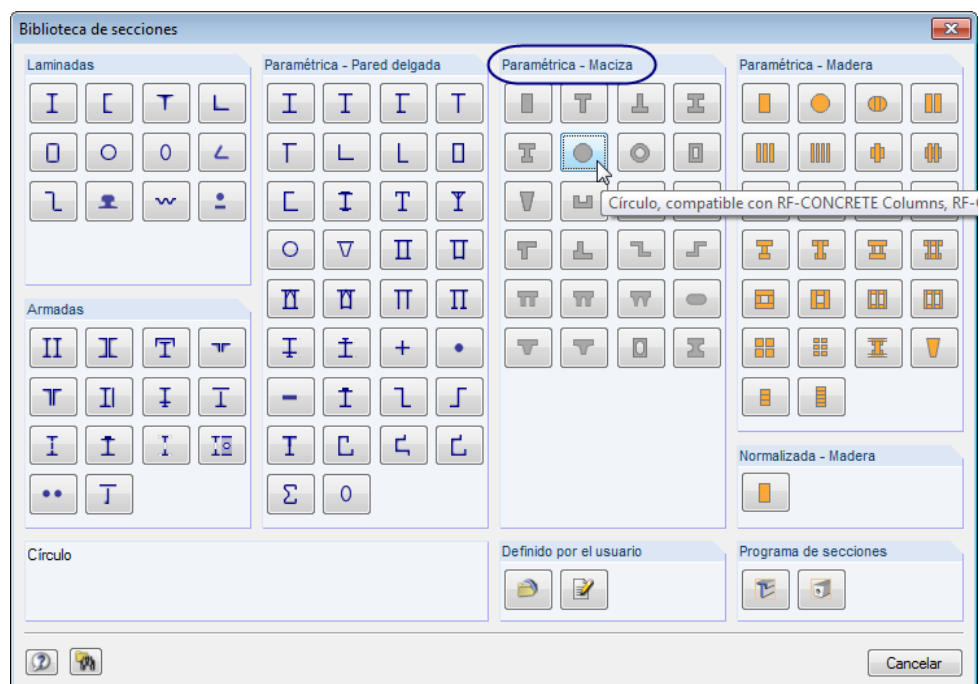 Biblioteca de secciones
Laminadas
Paramétrica - Pared delgada
Paramétrica - Maciza
Paramétrica - Madera
Círculo, compatible con RF-CONCRETE Columns, RF-
Armadas
Normalizada - Madera
Círculo
Definido por el usuario
Programa de secciones
Cancelar